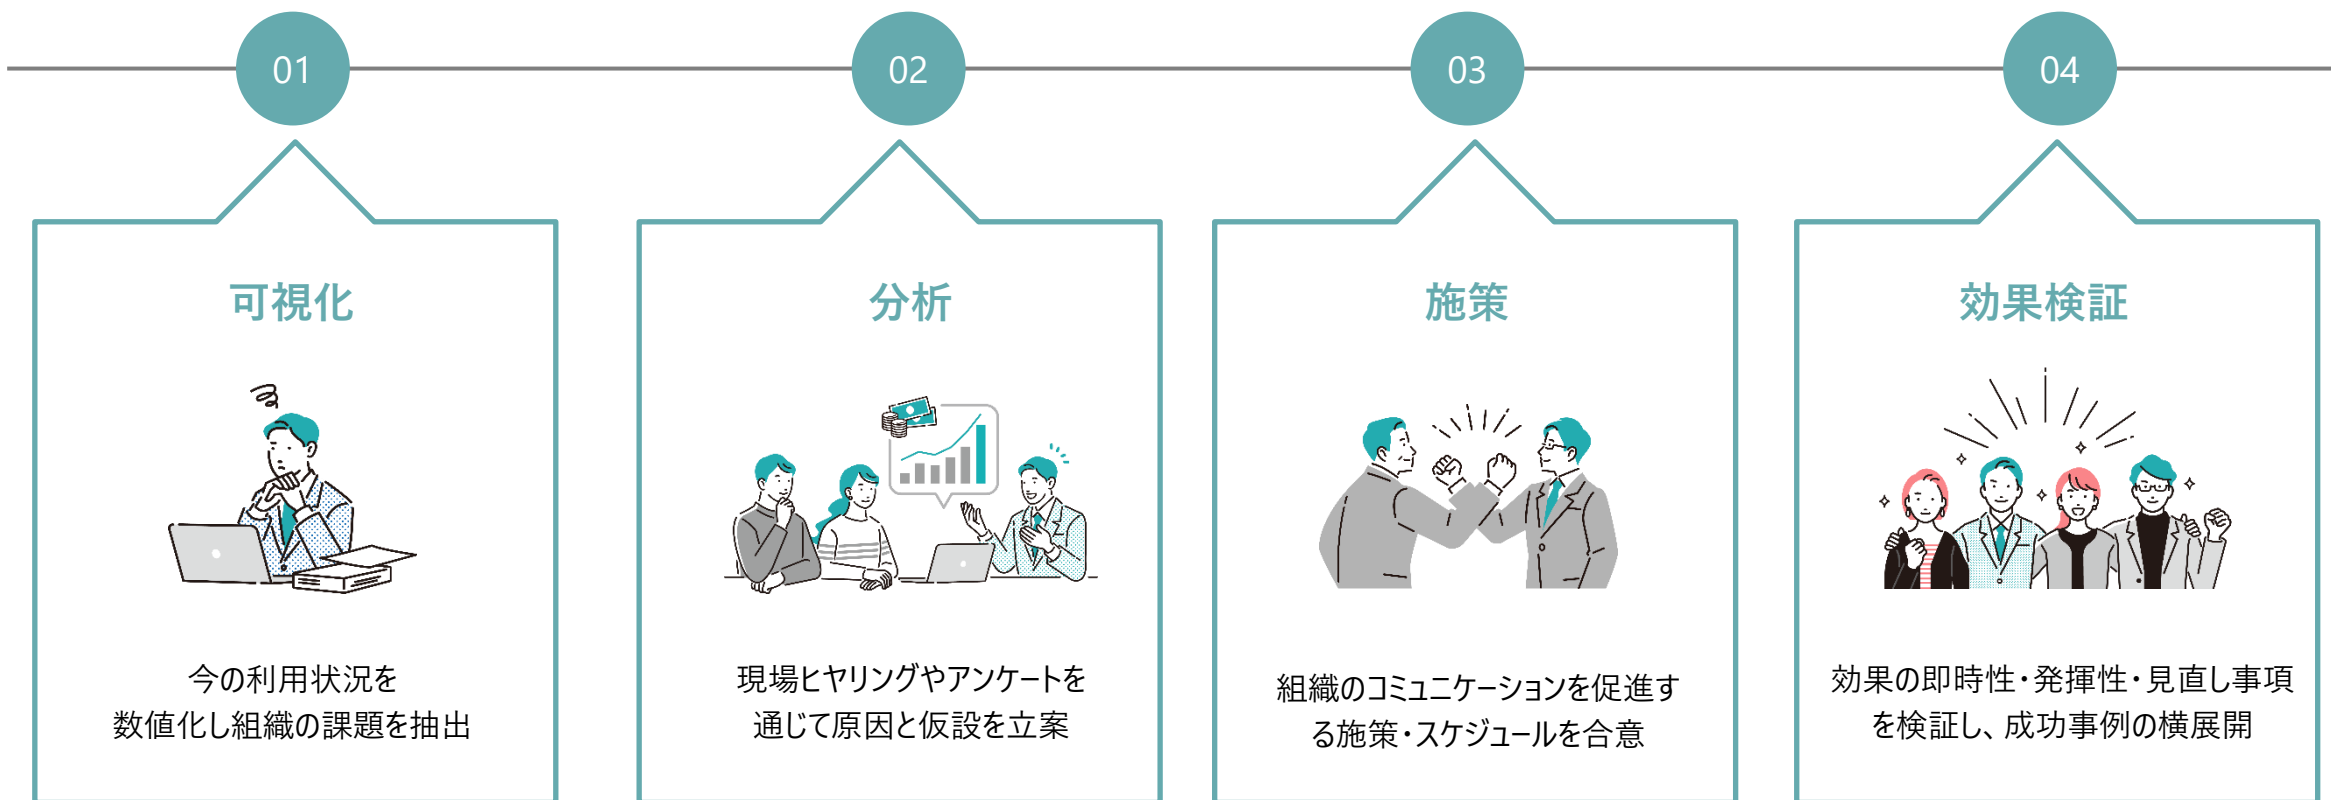 01
02
03
04
可視化
今の利用状況を
数値化し組織の課題を抽出
分析
現場ヒヤリングやアンケートを
通じて原因と仮設を立案
施策
組織のコミュニケーションを促進す
る施策・スケジュールを合意
効果検証
効果の即時性・発揮性・見直し事項
を検証し、成功事例の横展開